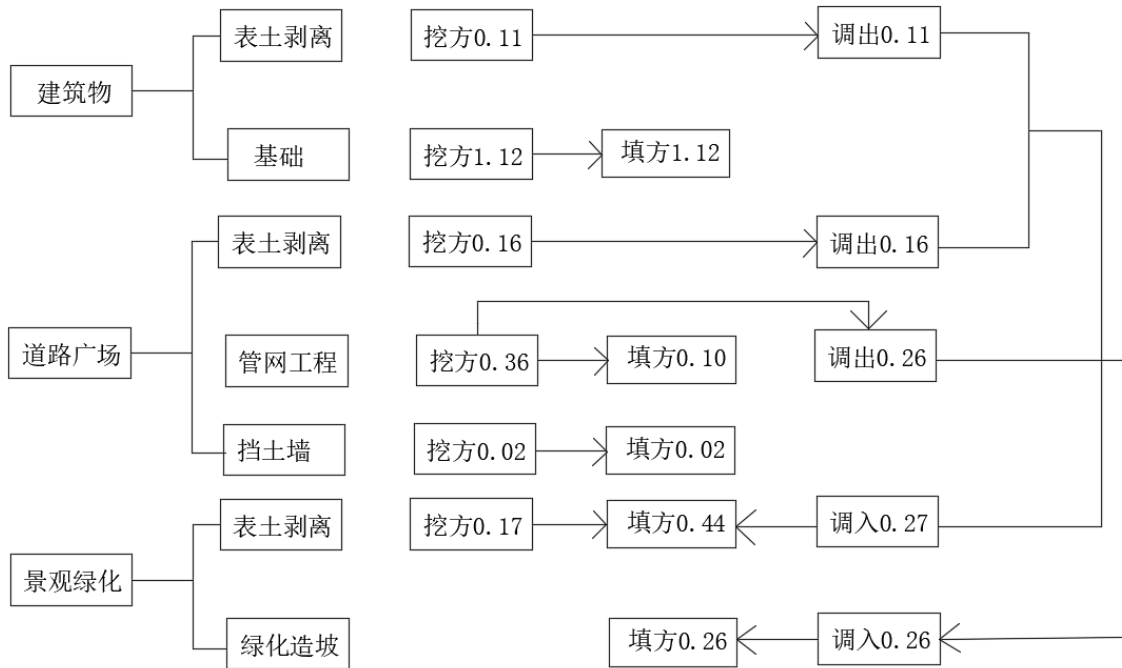 表土剥离 挖方0.11 调出0.11
建筑物
基础 挖方1.12 填方1.12
表土剥离 挖方0.16 调出0.16
道路广场 管网工程 挖方0.36 填方0.10 调出0.26
挡土墙 挖方0.02 填方0.02
表土剥离 挖方0.17 填方0.44 调入0.27
景观绿化
绿化造坡 填方0.26 调入0.26